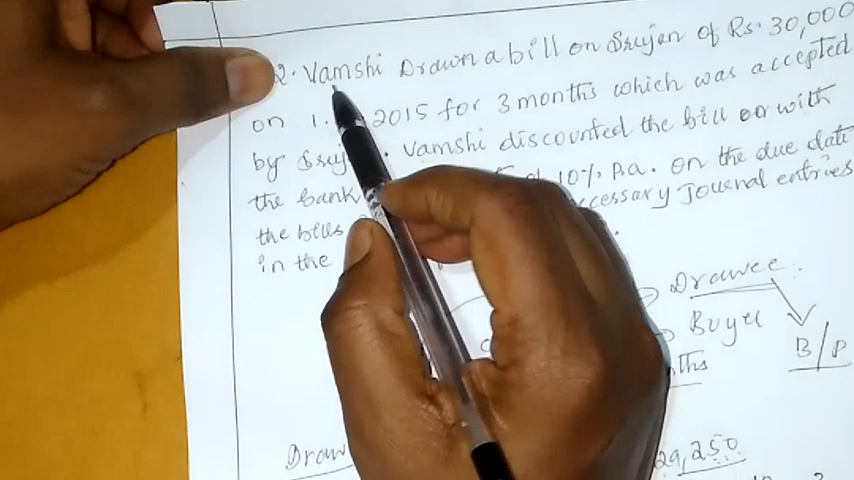 2. Vamshi Drawn a bill on Srujan of Rs. 30,000
on 1. 2015 for 3 months which was accepted
by Sruj . Vamshi discounted the bill with
the bank 10% p.a. on the due date
the bills cessary Journal entries
in the
Drawee.
Buyer
B/P
ths
Draw
29,250